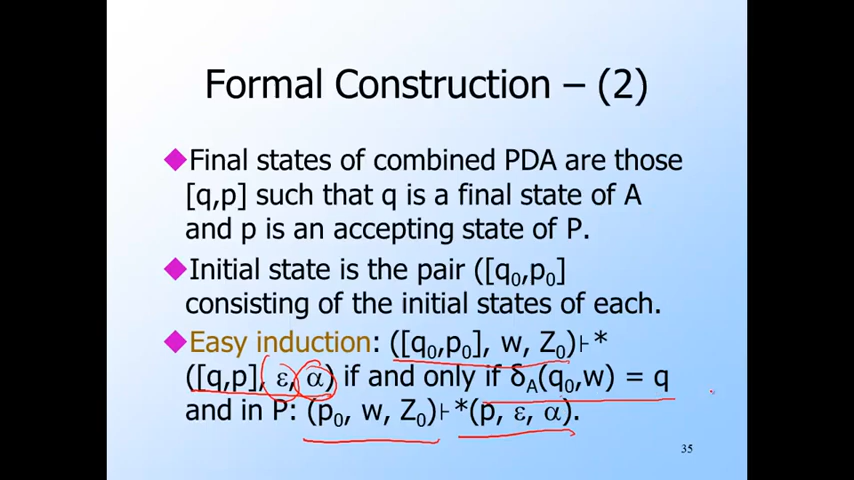 Formal Construction – (2)
Final states of combined PDA are those
[q,p] such that q is a final state of A
and p is an accepting state of P.
Initial state is the pair ([q₀,p₀]
consisting of the initial states of each.
Easy induction: ([q₀,p₀], w, Z₀)⊦*
([q,p], ε, α) if and only if δ_A(q₀,w) = q
and in P: (p₀, w, Z₀)⊦*(p, ε, α).
35